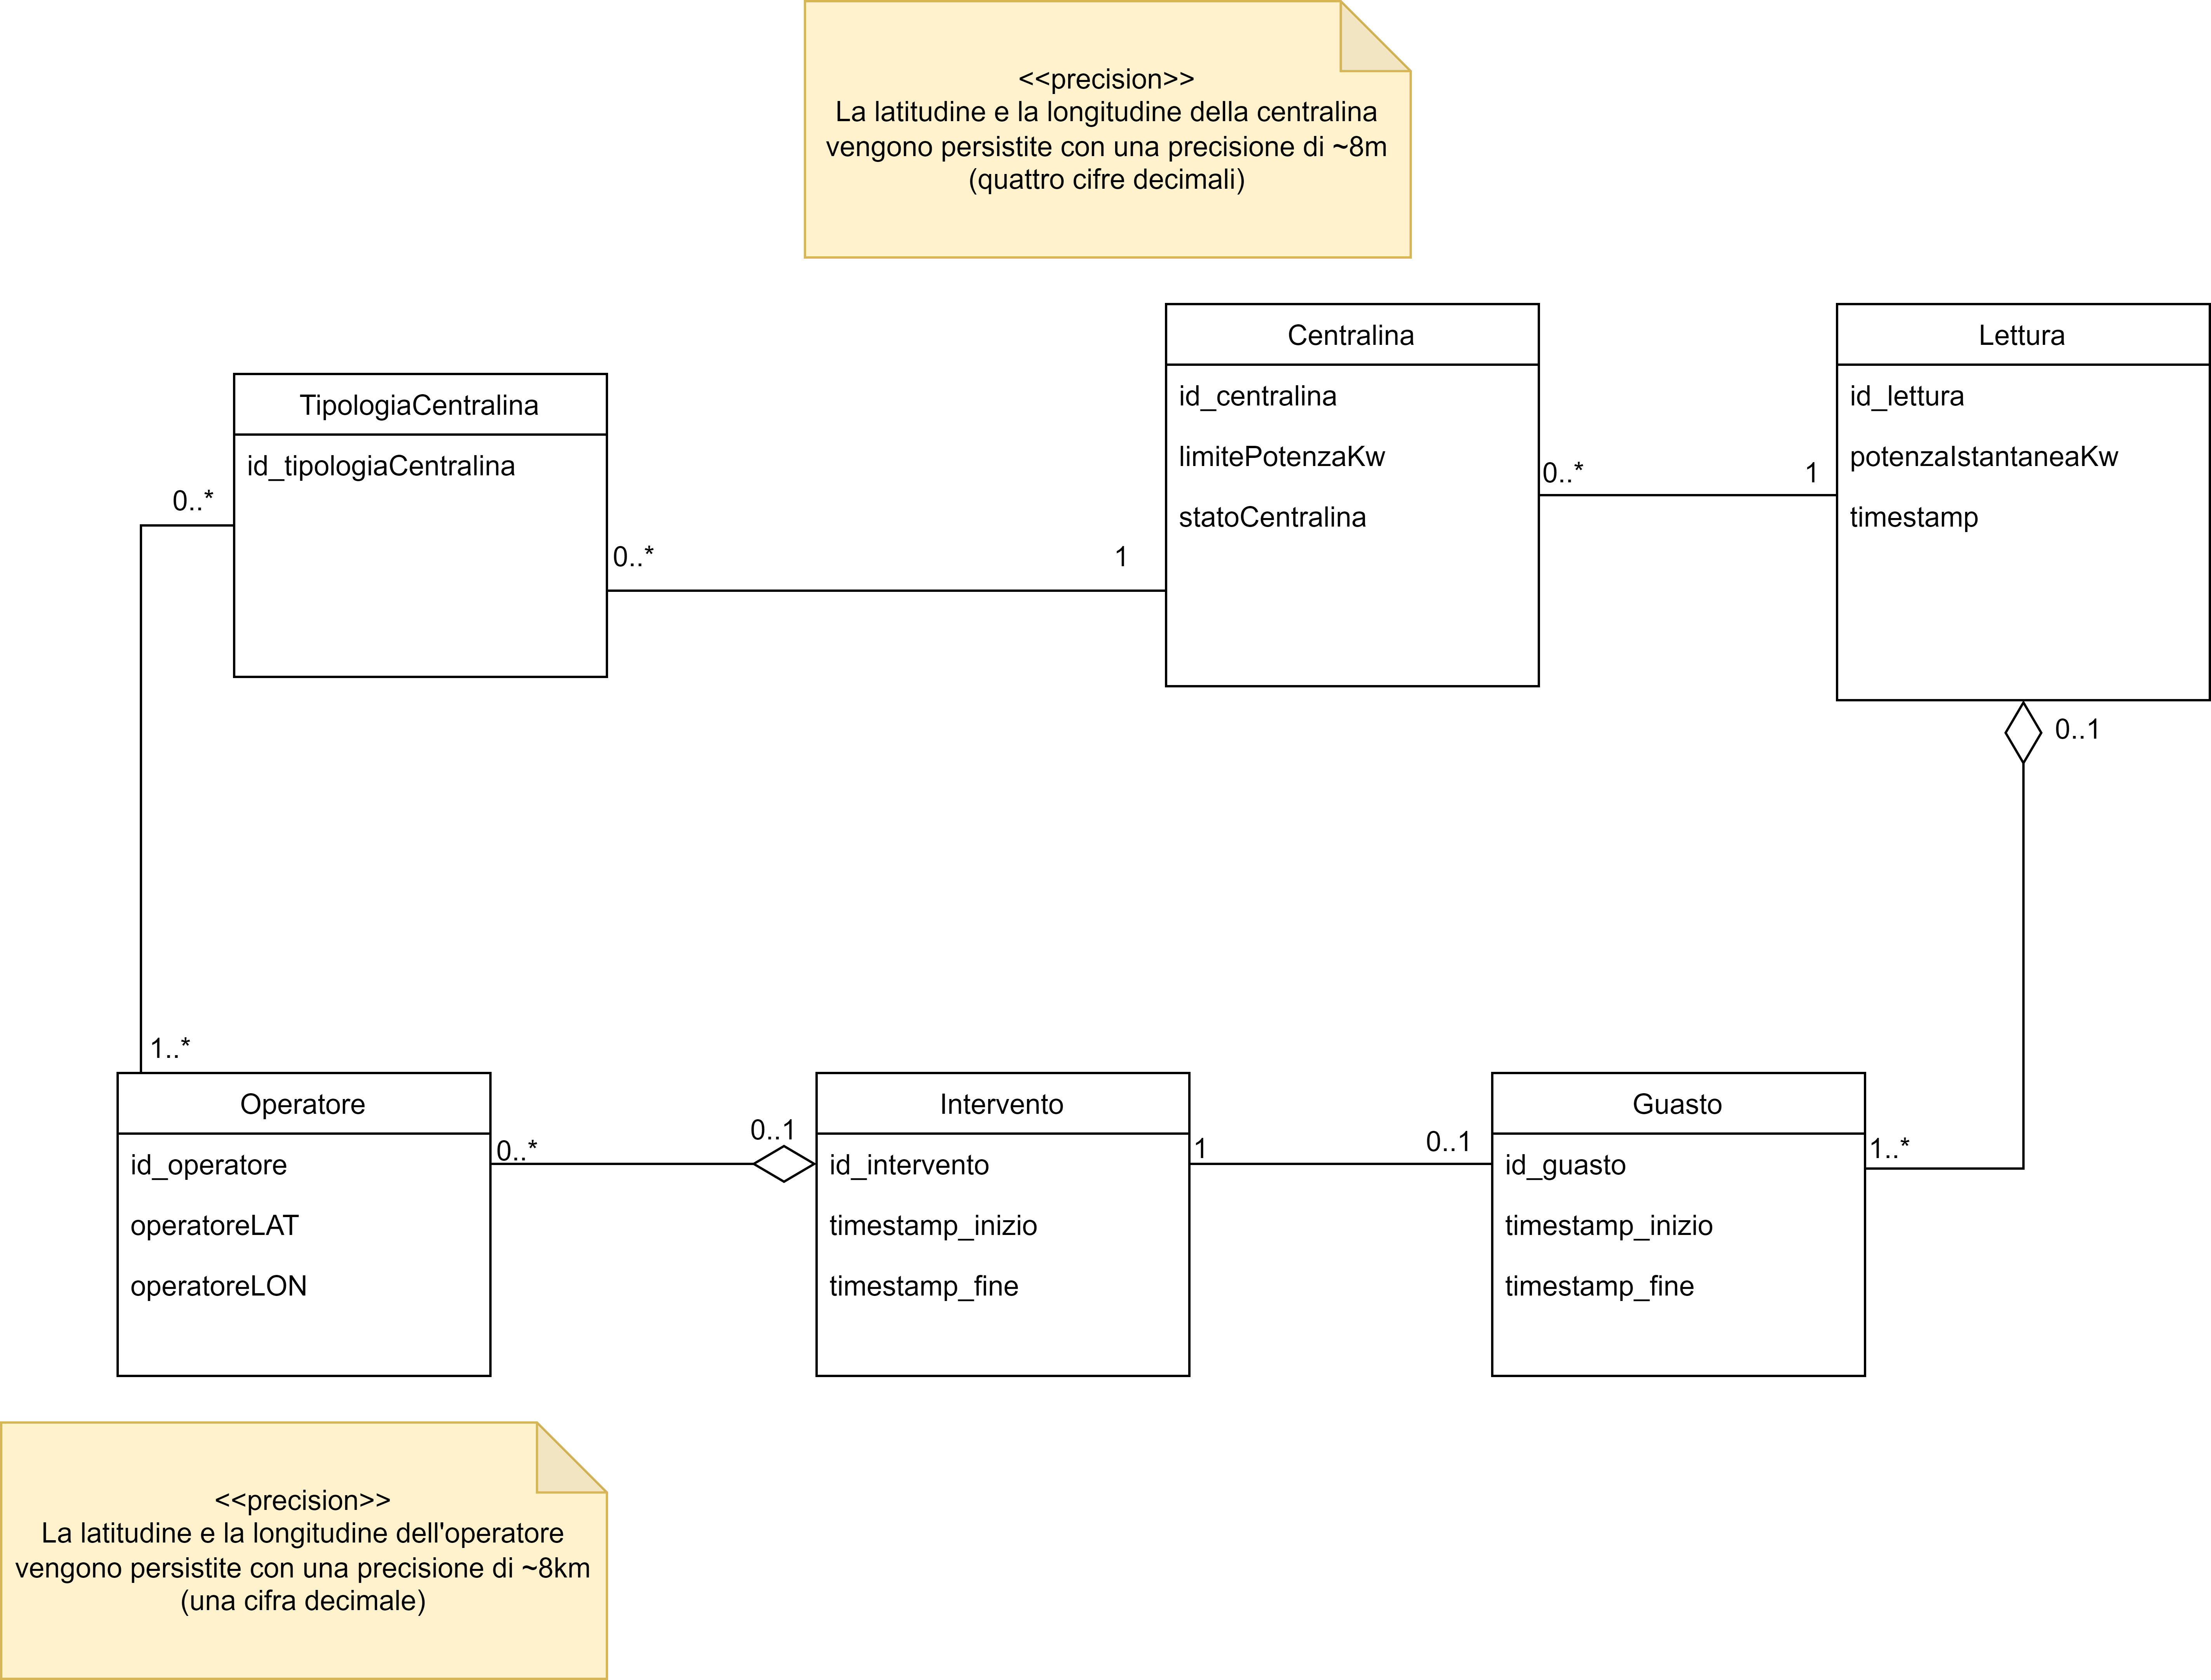 <<precision>>
La latitudine e la longitudine della centralina
vengono persistite con una precisione di ~8m
(quattro cifre decimali)
TipologiaCentralina
id_tipologiaCentralina
0..*
0..*
1
Centralina
id_centralina
limitePotenzaKw
statoCentralina
0..*
1
Lettura
id_lettura
potenzaIstantaneaKw
timestamp
0..1
1..*
Operatore
id_operatore
operatoreLAT
operatoreLON
0..*
0..1
Intervento
id_intervento
timestamp_inizio
timestamp_fine
1
0..1
Guasto
id_guasto
timestamp_inizio
timestamp_fine
1..*
<<precision>>
La latitudine e la longitudine dell'operatore
vengono persistite con una precisione di ~8km
(una cifra decimale)